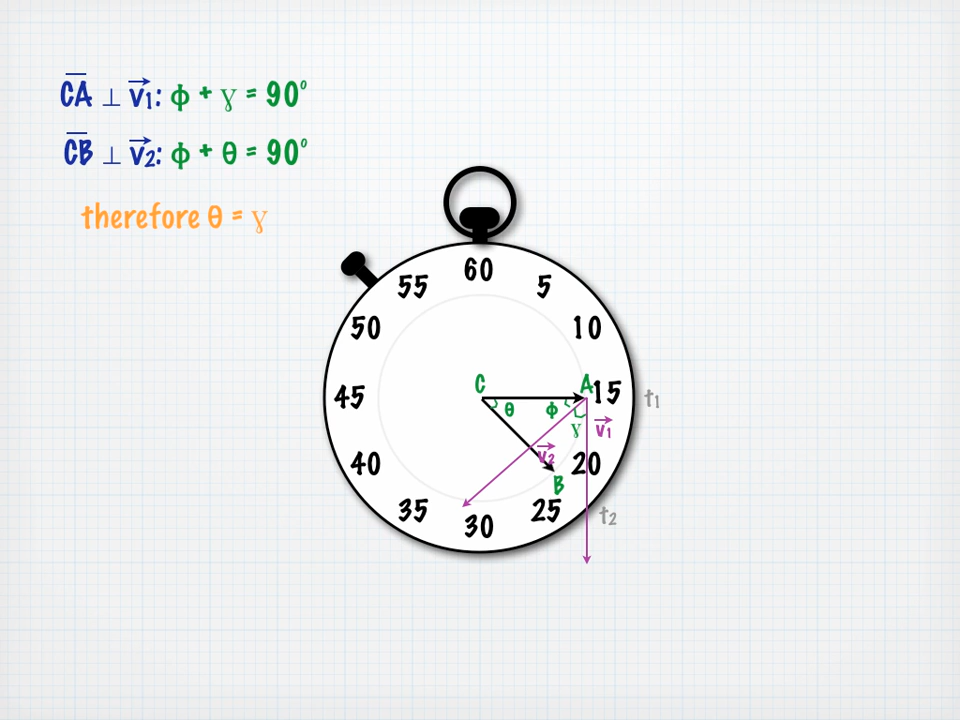 CA ⊥ v1: φ + ɣ = 90°
CB ⊥ v2: φ + θ = 90°
therefore θ = ɣ
60
55
5
50
10
C
A
45
15
t1
θ
φ
ɣ
v1
v2
40
20
B
35
25
t2
30